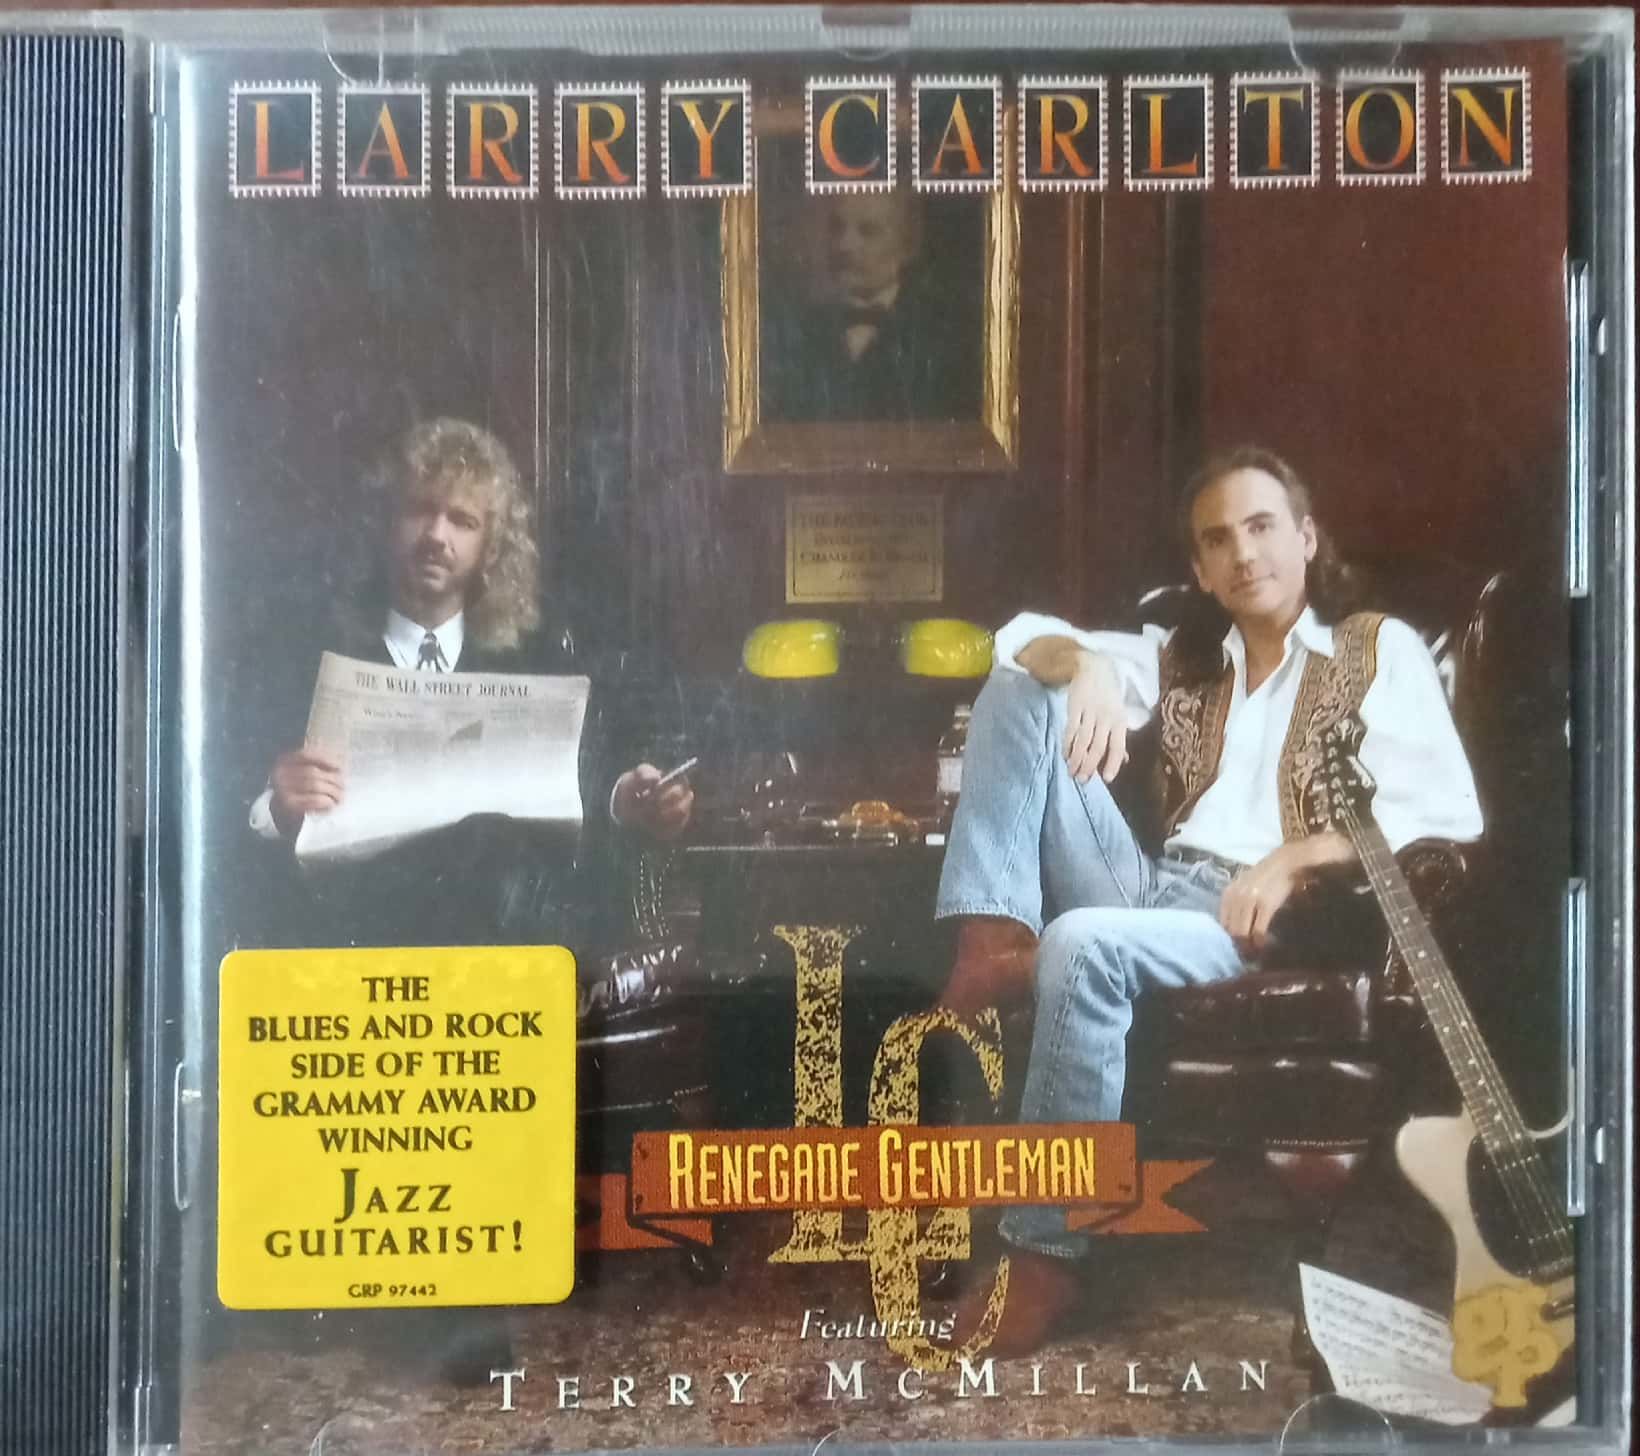 LARRY CARLTON
THE WALL STREET JOURNAL
THE
BLUES AND ROCK
SIDE OF THE
GRAMMY AWARD
WINNING
JAZZ
GUITARIST!
GRP 97442
LC
RENEGADE GENTLEMAN
Featuring
TERRY MCMILLAN
GRP